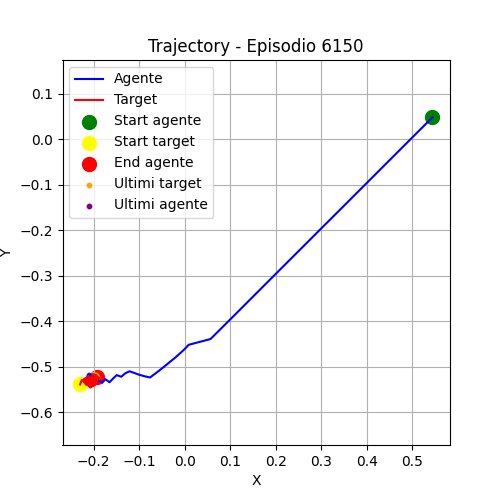 Trajectory - Episodio 6150
Agente
Target
Start agente
Start target
End agente
Ultimi target
Ultimi agente
0.1
0.0
−0.1
−0.2
−0.3
−0.4
−0.5
−0.6
Y
−0.2
−0.1
0.0
0.1
0.2
0.3
0.4
0.5
X